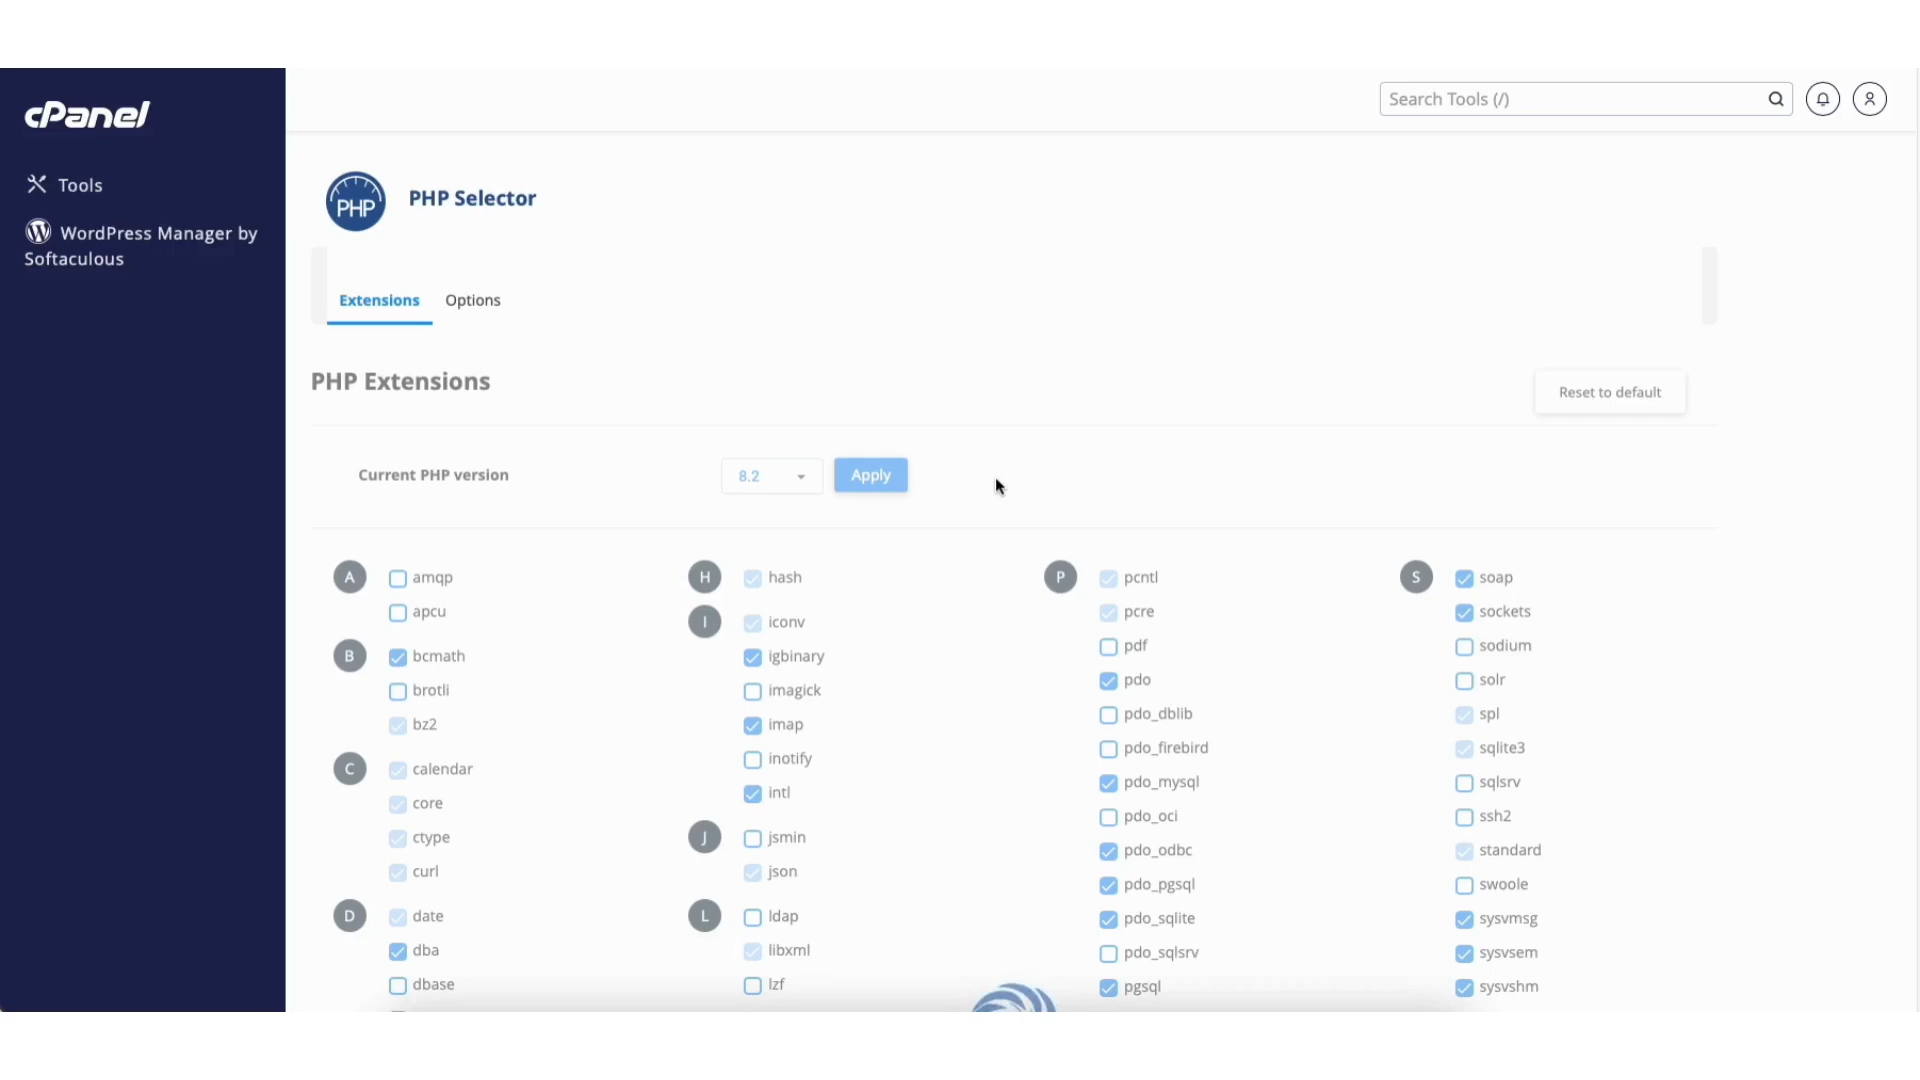 cPanel
Search Tools (/)
Tools
WordPress Manager by
Softaculous
PHP
PHP Selector
Extensions
Options
PHP Extensions
Reset to default
Current PHP version
8.2
Apply
A
amqp
apcu
B
bcmath
brotli
bz2
C
calendar
core
ctype
curl
D
date
dba
dbase
H
hash
I
iconv
igbinary
imagick
imap
inotify
intl
J
jsmin
json
L
ldap
libxml
lzf
P
pcntl
pcre
pdf
pdo
pdo_dblib
pdo_firebird
pdo_mysql
pdo_oci
pdo_odbc
pdo_pgsql
pdo_sqlite
pdo_sqlsrv
pgsql
S
soap
sockets
sodium
solr
spl
sqlite3
sqlsrv
ssh2
standard
swoole
sysvmsg
sysvsem
sysvshm